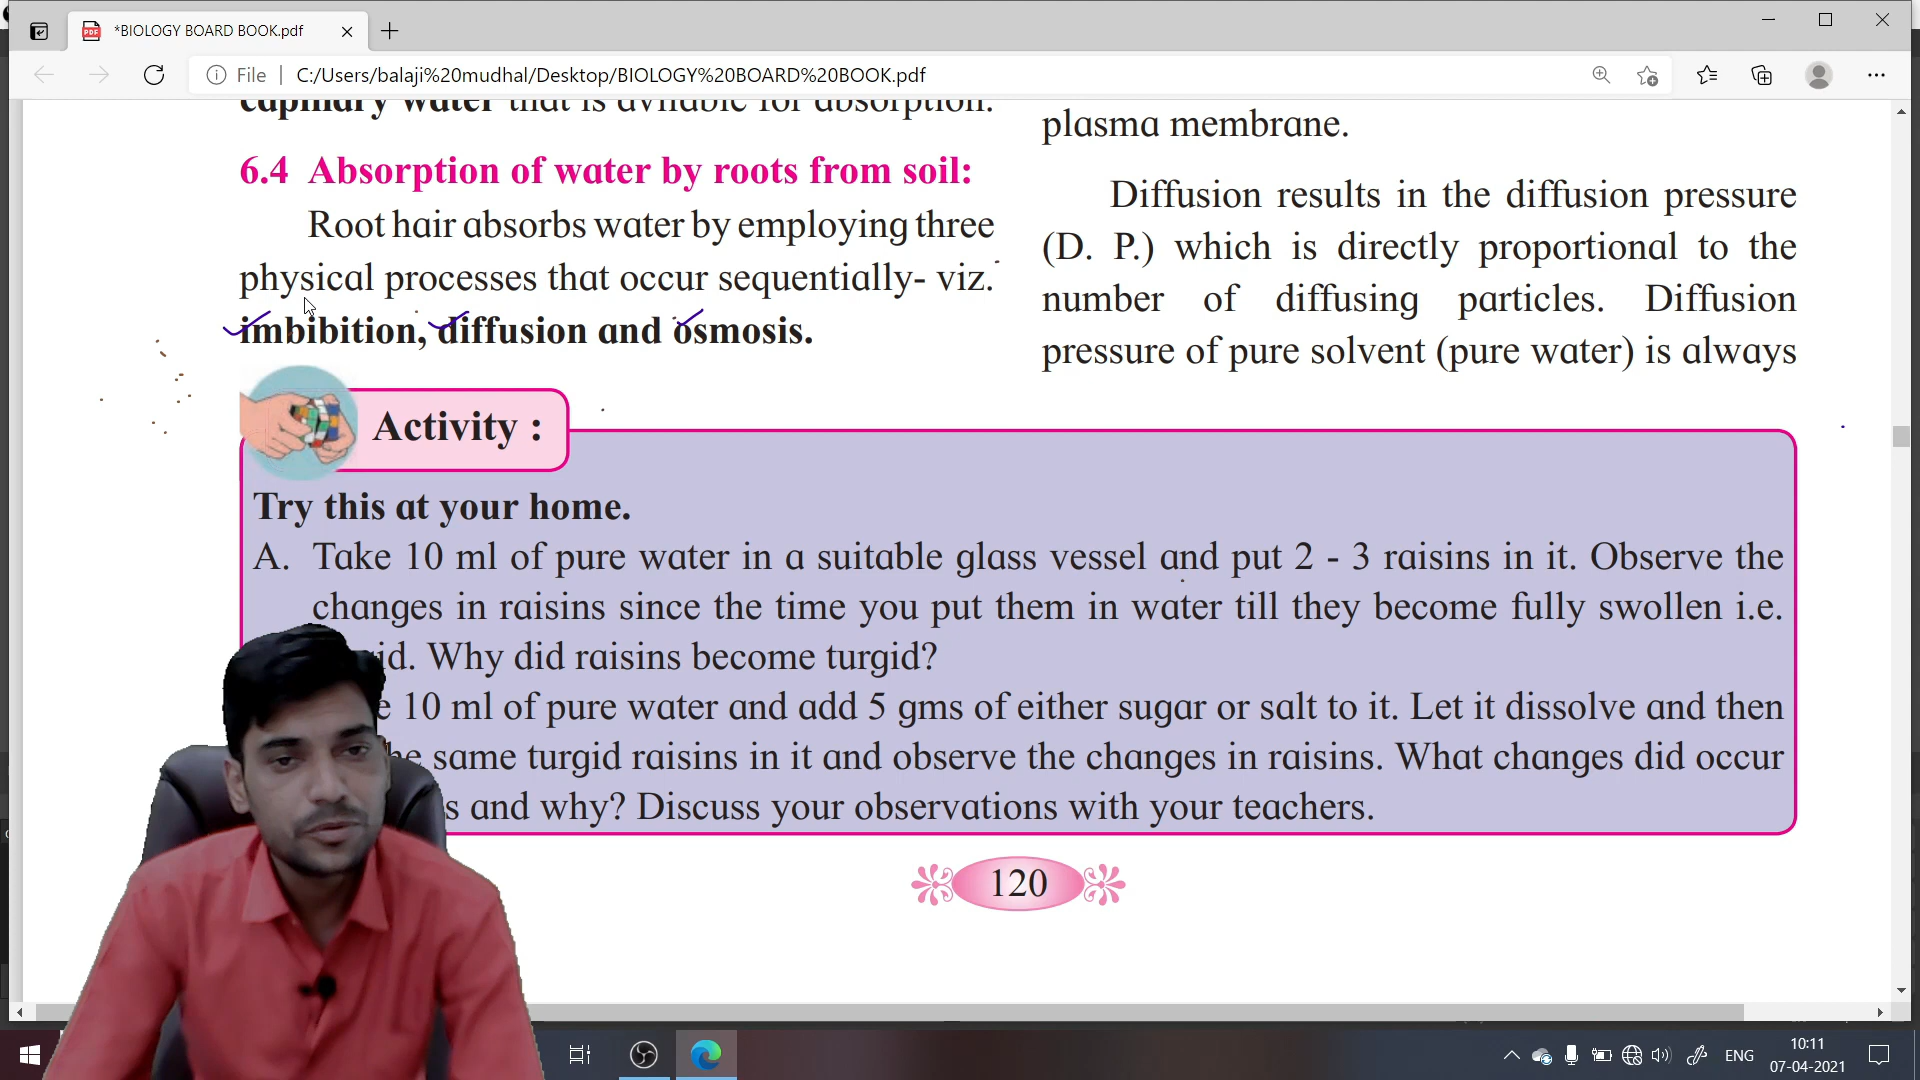 *BIOLOGY BOARD BOOK.pdf
File
C:/Users/balaji%20mudhal/Desktop/BIOLOGY%20BOARD%20BOOK.pdf
capillary water that is avilable for absorption.
6.4 Absorption of water by roots from soil:
Root hair absorbs water by employing three
physical processes that occur sequentially- viz.
imbibition, diffusion and osmosis.
plasma membrane.
Diffusion results in the diffusion pressure
(D. P.) which is directly proportional to the
number of diffusing particles. Diffusion
pressure of pure solvent (pure water) is always
Activity :
Try this at your home.
A. Take 10 ml of pure water in a suitable glass vessel and put 2 - 3 raisins in it. Observe the
changes in raisins since the time you put them in water till they become fully swollen i.e.
id. Why did raisins become turgid?
e 10 ml of pure water and add 5 gms of either sugar or salt to it. Let it dissolve and then
he same turgid raisins in it and observe the changes in raisins. What changes did occur
s and why? Discuss your observations with your teachers.
120
ENG
10:11
07-04-2021